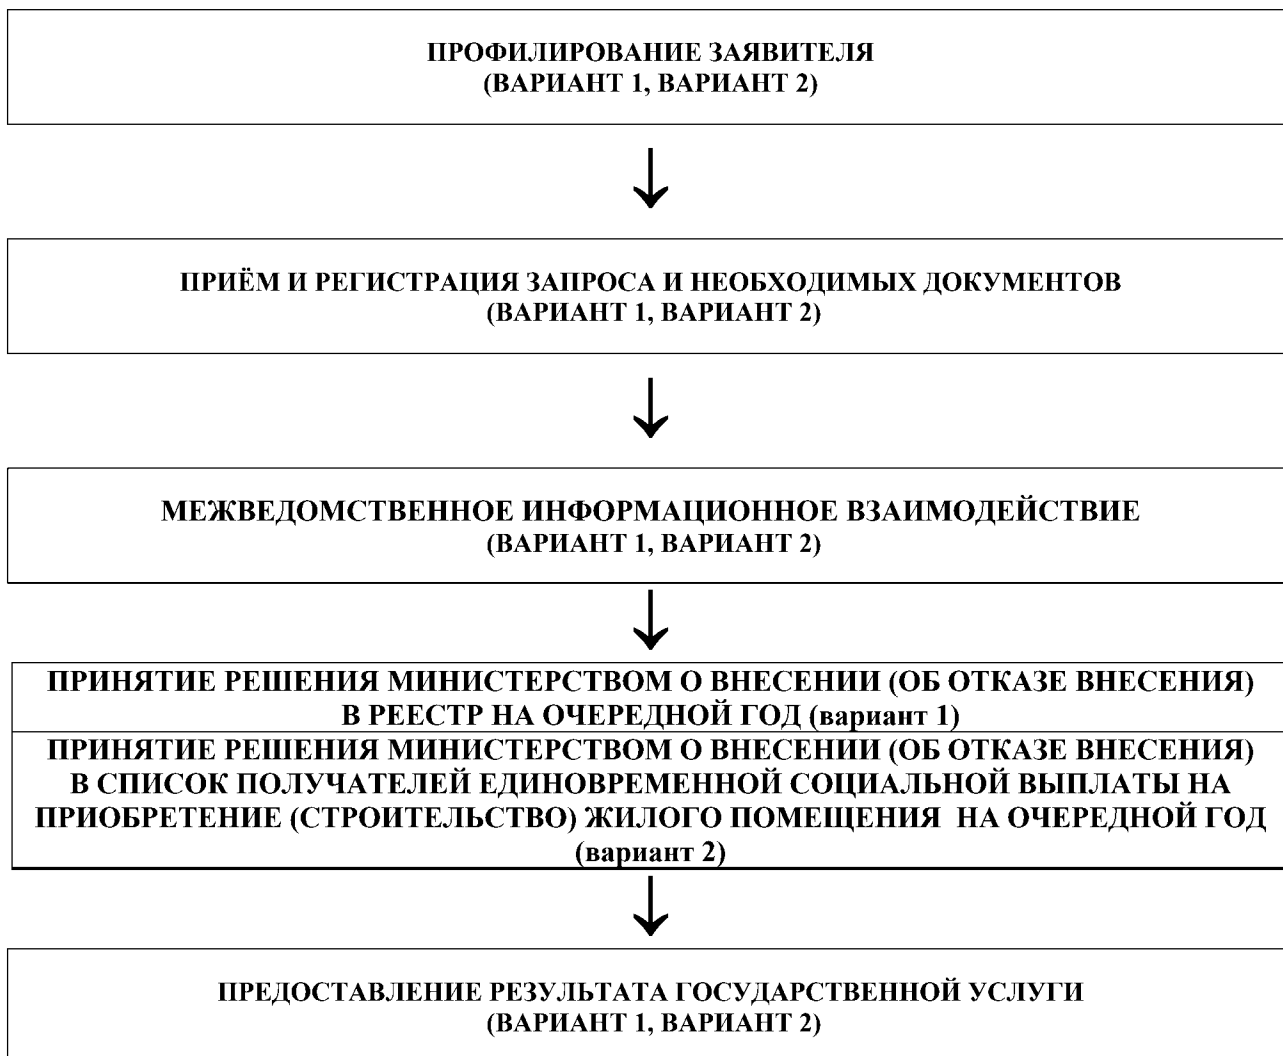 ПРОФИЛИРОВАНИЕ ЗАЯВИТЕЛЯ
(ВАРИАНТ 1, ВАРИАНТ 2)
ПРИЁМ И РЕГИСТРАЦИЯ ЗАПРОСА И НЕОБХОДИМЫХ ДОКУМЕНТОВ
(ВАРИАНТ 1, ВАРИАНТ 2)
МЕЖВЕДОМСТВЕННОЕ ИНФОРМАЦИОННОЕ ВЗАИМОДЕЙСТВИЕ
(ВАРИАНТ 1, ВАРИАНТ 2)
ПРИНЯТИЕ РЕШЕНИЯ МИНИСТЕРСТВОМ О ВНЕСЕНИИ (ОБ ОТКАЗЕ ВНЕСЕНИЯ)
В РЕЕСТР НА ОЧЕРЕДНОЙ ГОД (вариант 1)
ПРИНЯТИЕ РЕШЕНИЯ МИНИСТЕРСТВОМ О ВНЕСЕНИИ (ОБ ОТКАЗЕ ВНЕСЕНИЯ)
В СПИСОК ПОЛУЧАТЕЛЕЙ ЕДИНОВРЕМЕННОЙ СОЦИАЛЬНОЙ ВЫПЛАТЫ НА
ПРИОБРЕТЕНИЕ (СТРОИТЕЛЬСТВО) ЖИЛОГО ПОМЕЩЕНИЯ НА ОЧЕРЕДНОЙ ГОД
(вариант 2)
ПРЕДОСТАВЛЕНИЕ РЕЗУЛЬТАТА ГОСУДАРСТВЕННОЙ УСЛУГИ
(ВАРИАНТ 1, ВАРИАНТ 2)